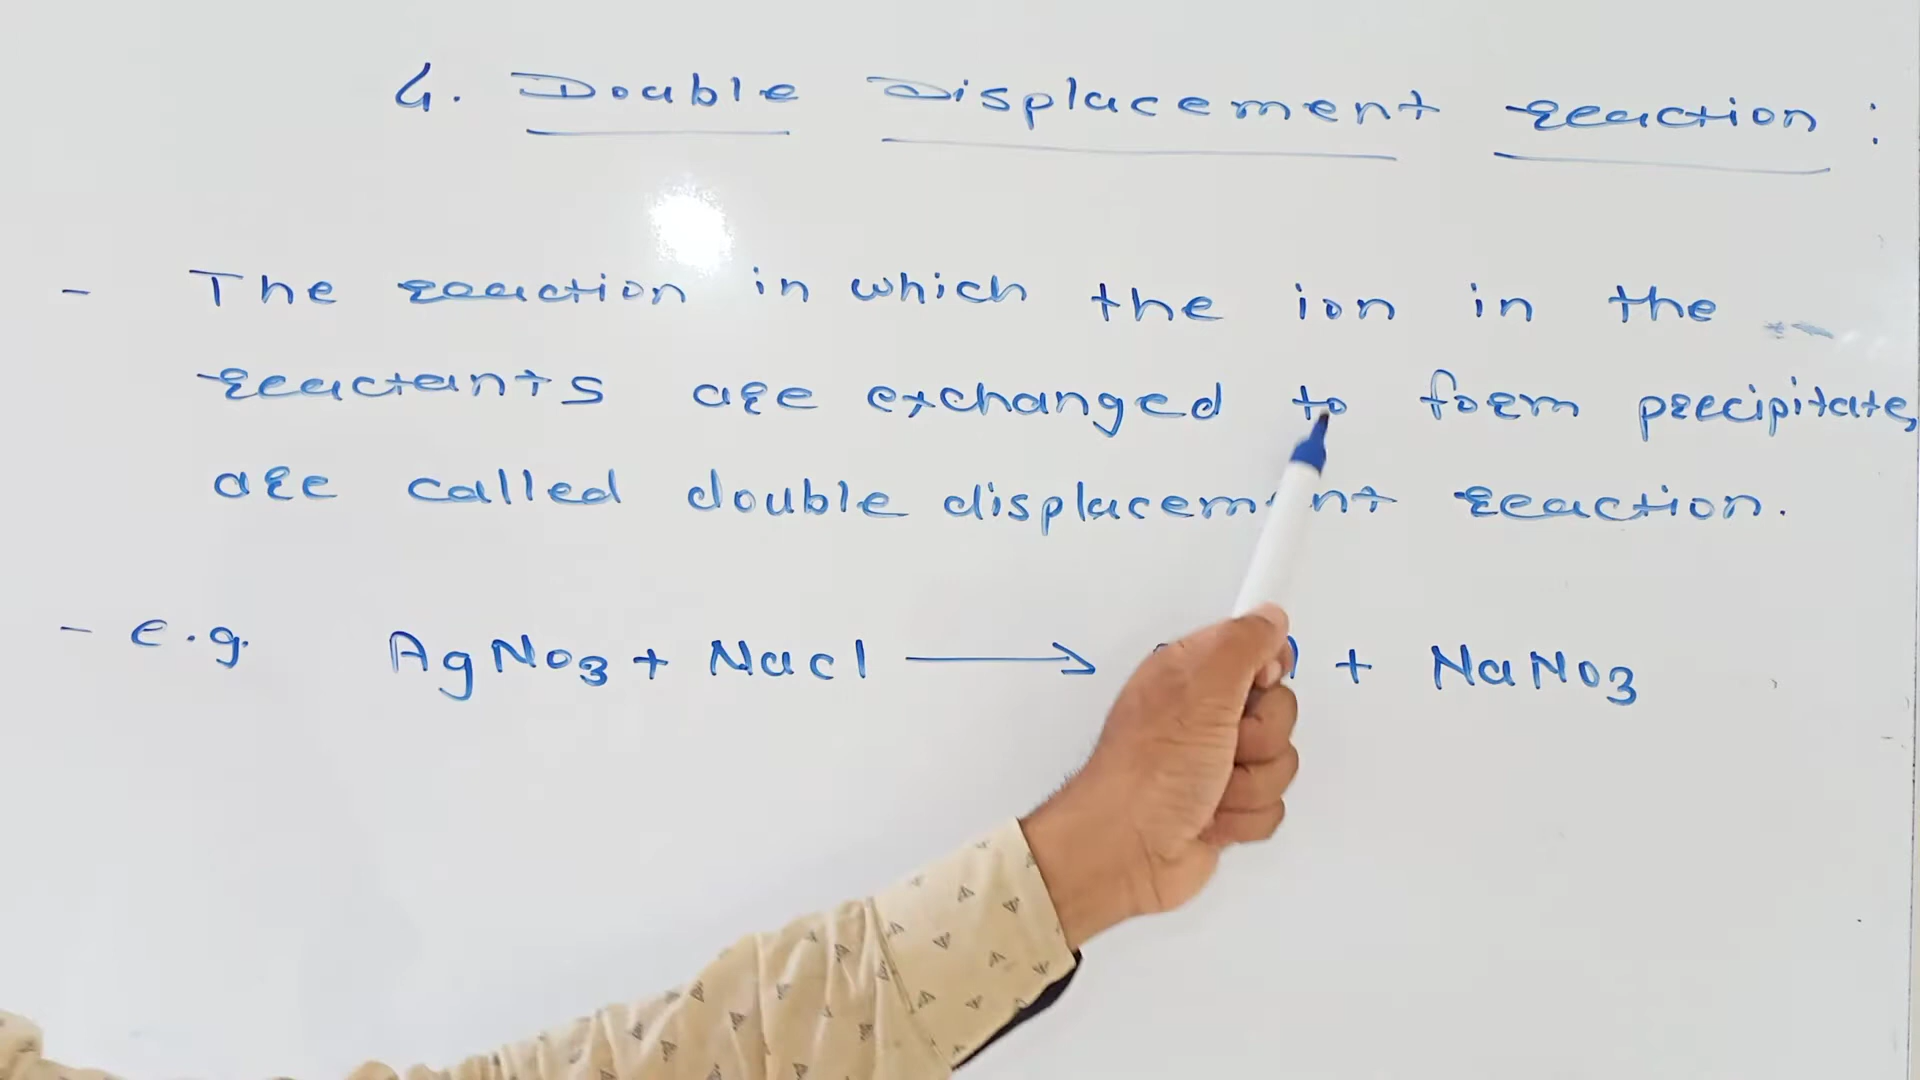 4. Double Displacement reaction :
- The reaction in which the ion in the
reactants are exchanged to form precipitate,
are called double displacement reaction.
- e.g. AgNo3 + Nacl → + NaNo3